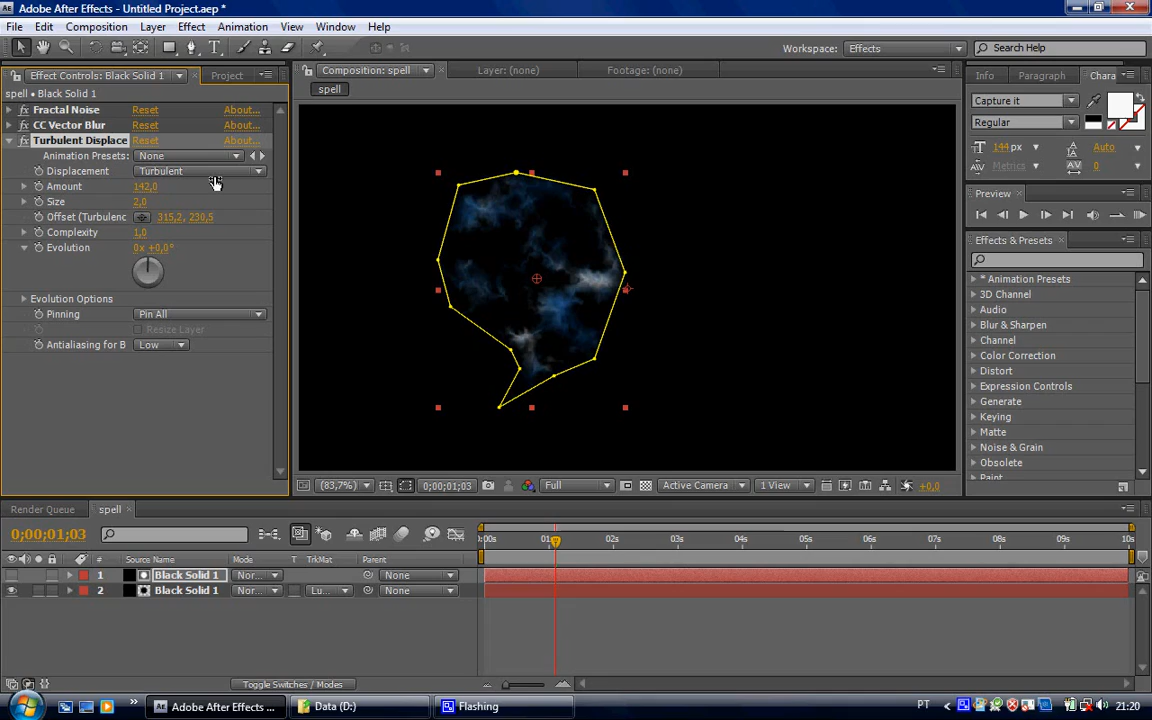 Adobe After Effects - Untitled Project.aep *
File Edit Composition Layer Effect Animation View Window Help
Workspace: Effects Search Help
Effect Controls: Black Solid 1 Project Composition: spell Layer: (none) Footage: (none) Info Paragraph Chara
spell • Black Solid 1 spell
Fractal Noise Reset About...
CC Vector Blur Reset About...
Turbulent Displace Reset About...
Animation Presets: None
Displacement Turbulent
Amount 142,0
Size 2,0
Offset (Turbulenc 315,2, 230,5
Complexity 1,0
Evolution 0x +0,0°
Evolution Options
Pinning Pin All
Resize Layer
Antialiasing for B Low
Capture it
Regular
144 px Auto
Metrics 0
Preview
Effects & Presets
* Animation Presets
3D Channel
Audio
Blur & Sharpen
Channel
Color Correction
Distort
Expression Controls
Generate
Keying
Matte
Noise & Grain
Obsolete
Paint
(83,7%) 0;00;01;03 Full Active Camera 1 View +0,0
Render Queue spell
0;00;01;03
:00s 01s 02s 03s 04s 05s 06s 07s 08s 09s 10s
# Source Name Mode T TrkMat Parent
1 Black Solid 1 Nor... None
2 Black Solid 1 Nor... Lu... None
Toggle Switches / Modes
Adobe After Effects ... Data (D:) Flashing PT 21:20